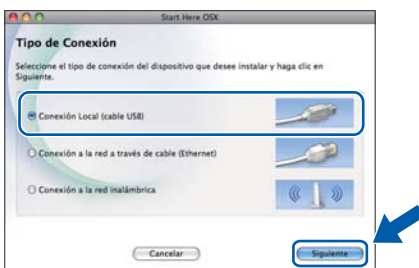 Start Here OSX
Tipo de Conexión
Seleccione el tipo de conexión del dispositivo que desee instalar y haga clic en
Siguiente.
Conexión Local (cable USB)
Conexión a la red a través de cable (Ethernet)
Conexión a la red inalámbrica
Cancelar
Siguiente